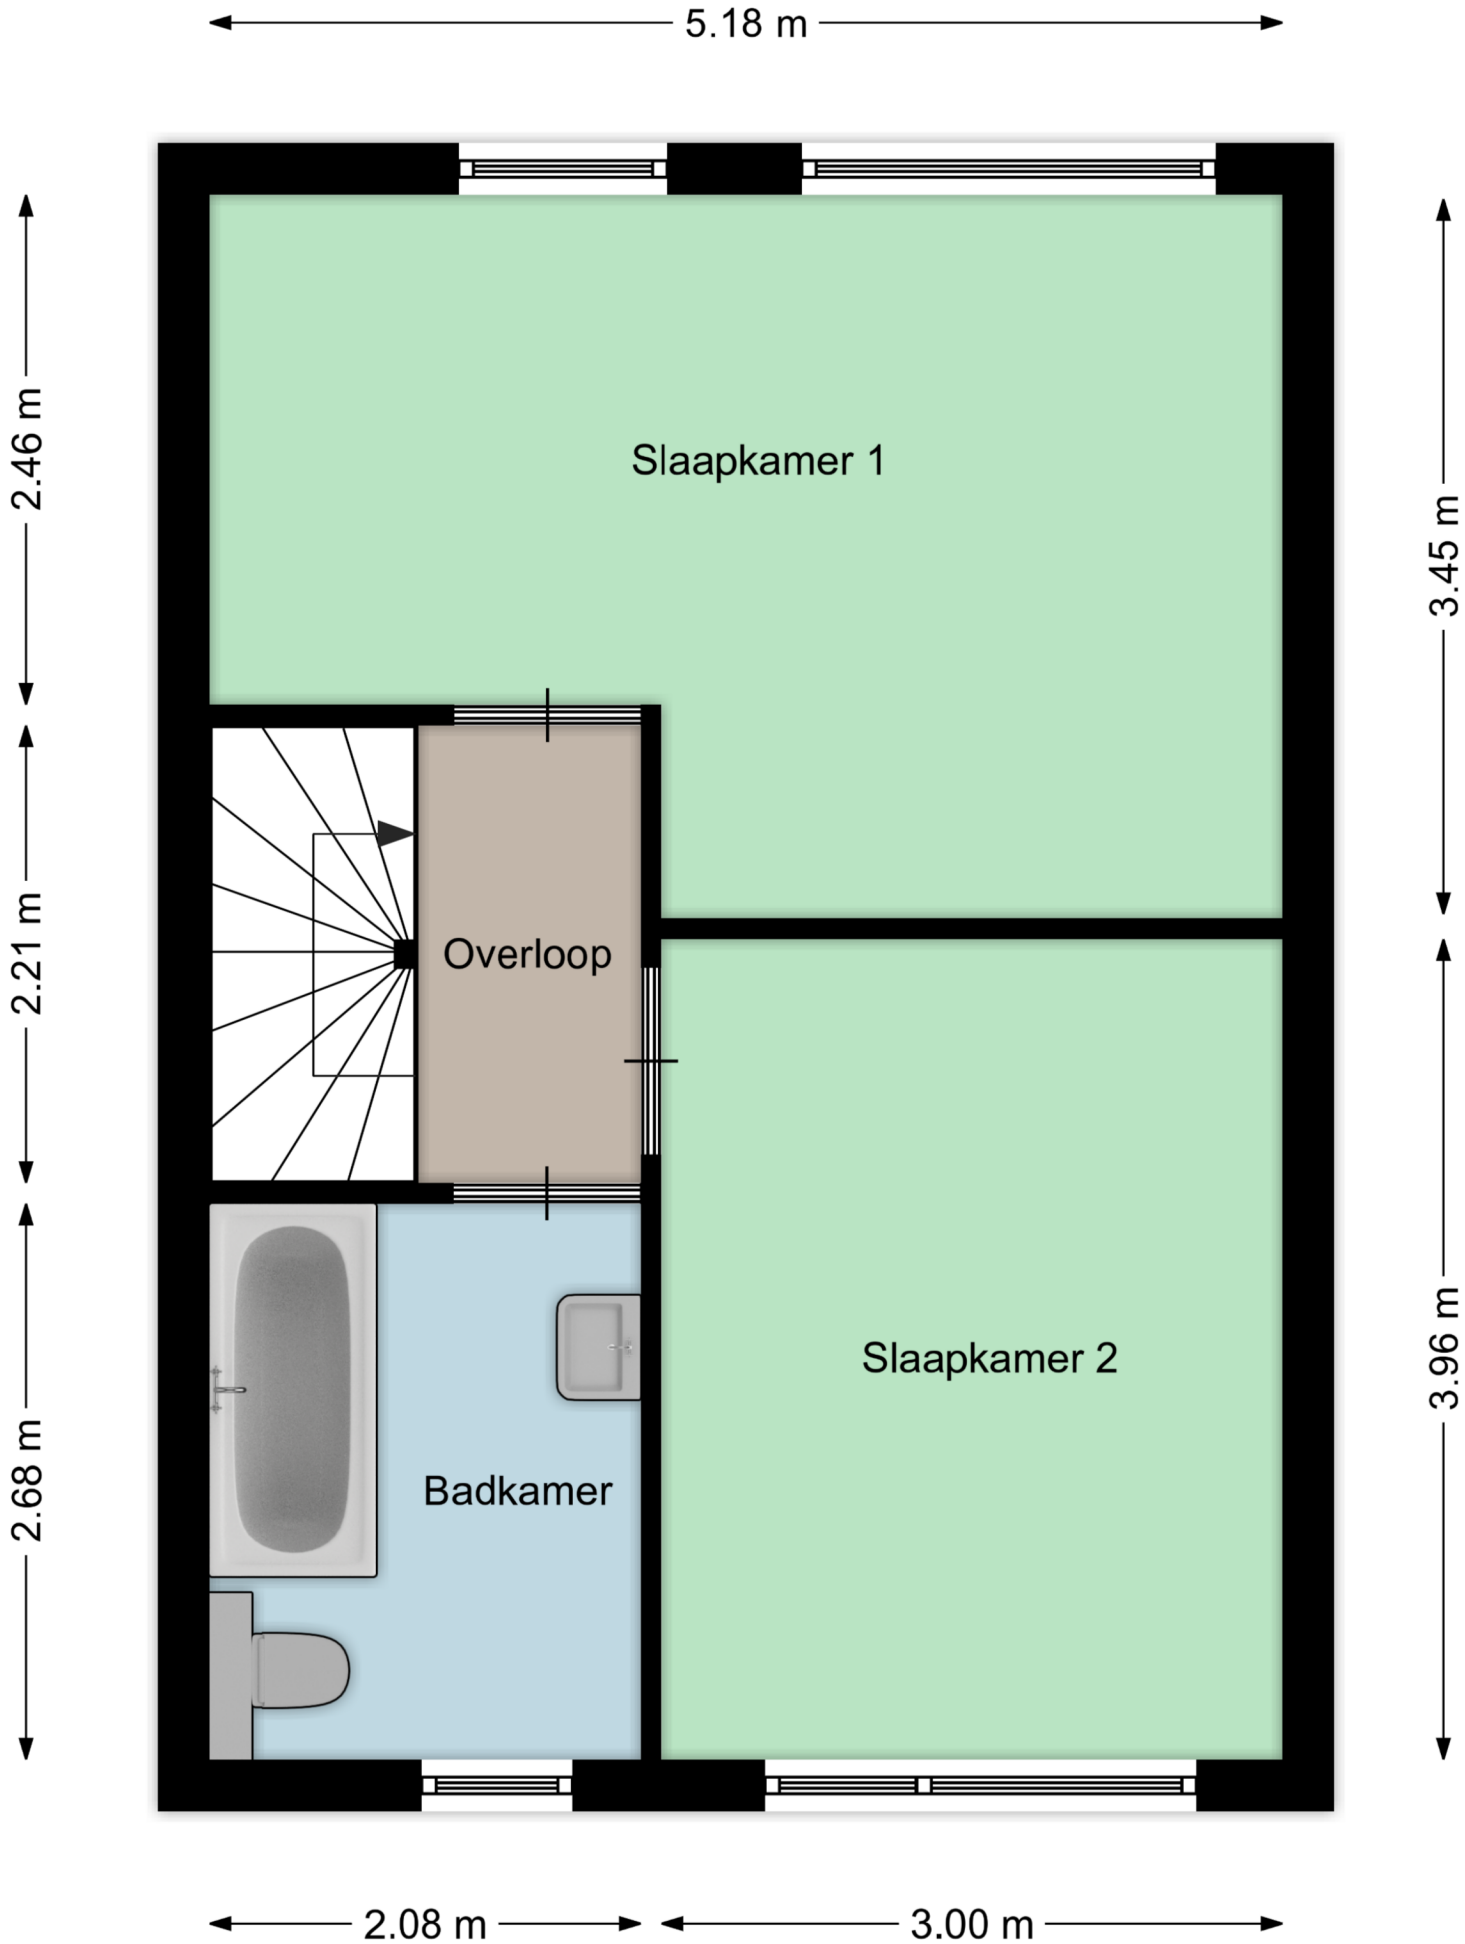 5.18 m
2.46 m
Slaapkamer 1
3.45 m
2.21 m
Overloop
3.96 m
Slaapkamer 2
2.68 m
Badkamer
2.08 m
3.00 m